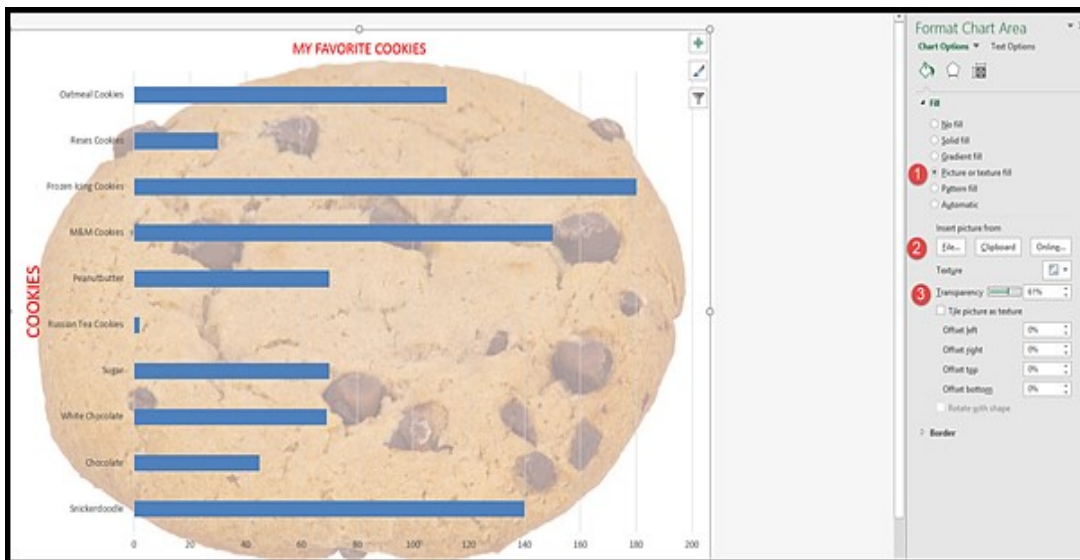 MY FAVORITE COOKIES
COOKIES
Oatmeal Cookies
Reses Cookies
Frozen Icing Cookies
M&M Cookies
Peanutbutter
Russian Tea Cookies
Sugar
White Chocolate
Chocolate
Snickerdoodle
0 20 40 60 80 100 120 140 160 180 200
Format Chart Area
Chart Options Text Options
Fill
No fill
Solid fill
Gradient fill
1 Picture or texture fill
Pattern fill
Automatic
Insert picture from
2 File... Clipboard Online...
Texture
3 Transparency 61%
Tile picture as texture
Offset left 0%
Offset right 0%
Offset top 0%
Offset bottom 0%
Rotate with shape
Border